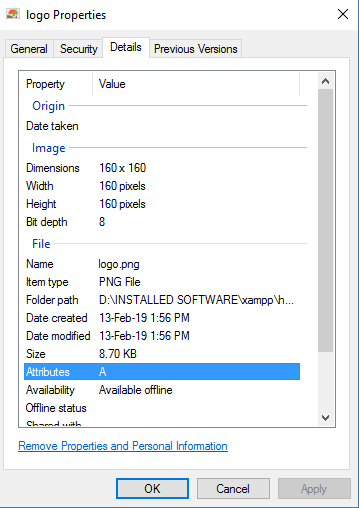 logo Properties
General Security Details Previous Versions
Property Value
Origin
Date taken
Image
Dimensions 160 x 160
Width 160 pixels
Height 160 pixels
Bit depth 8
File
Name logo.png
Item type PNG File
Folder path D:\INSTALLED SOFTWARE\xampp\h...
Date created 13-Feb-19 1:56 PM
Date modified 13-Feb-19 1:56 PM
Size 8.70 KB
Attributes A
Availability Available offline
Offline status
Shared with
Remove Properties and Personal Information
OK Cancel Apply